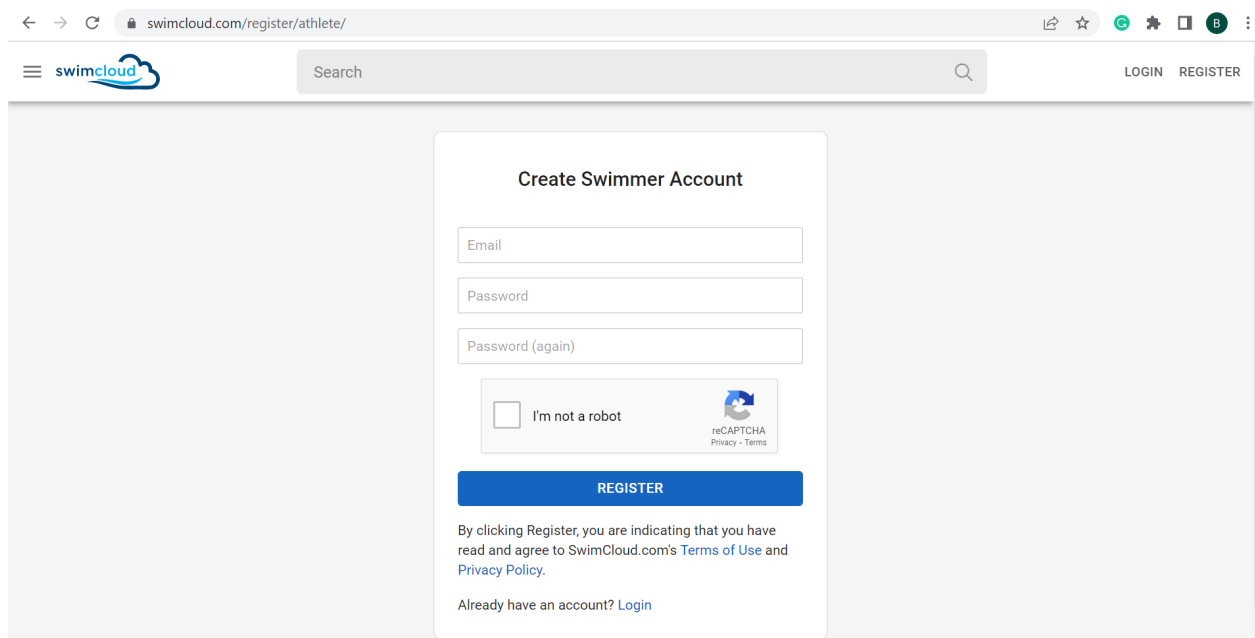 swimcloud.com/register/athlete/
G
B
swimcloud
Search
LOGIN REGISTER
Create Swimmer Account
Email
Password
Password (again)
I'm not a robot
reCAPTCHA
Privacy - Terms
REGISTER
By clicking Register, you are indicating that you have
read and agree to SwimCloud.com's Terms of Use and
Privacy Policy.
Already have an account? Login